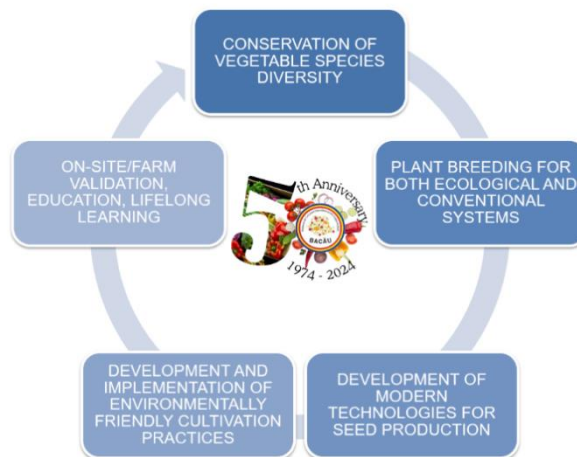 CONSERVATION OF
VEGETABLE SPECIES
DIVERSITY
PLANT BREEDING FOR
BOTH ECOLOGICAL AND
CONVENTIONAL
SYSTEMS
DEVELOPMENT OF
MODERN
TECHNOLOGIES FOR
SEED PRODUCTION
DEVELOPMENT AND
IMPLEMENTATION OF
ENVIRONMENTALLY
FRIENDLY CULTIVATION
PRACTICES
ON-SITE/FARM
VALIDATION,
EDUCATION, LIFELONG
LEARNING
50
th Anniversary
BACĂU
1974 - 2024